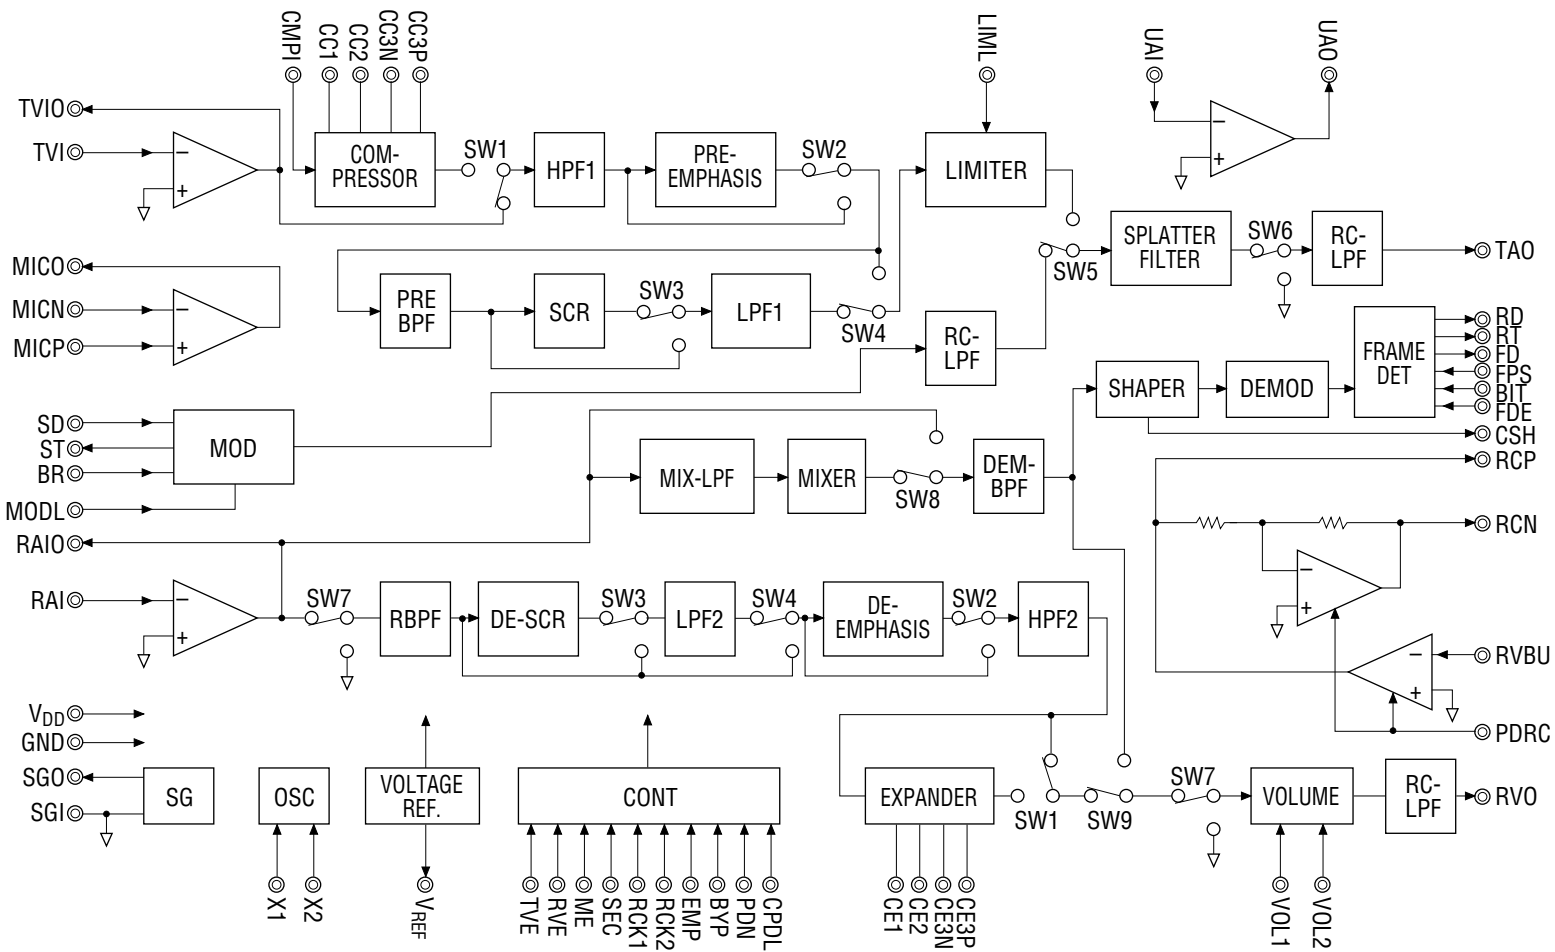 CMPI
CC1
CC2
CC3N
CC3P
LIML
UAI
UAO
TVIO
TVI
−
+
COM-
PRESSOR
SW1
HPF1
PRE-
EMPHASIS
SW2
LIMITER
−
+
MICO
MICN
MICP
−
+
PRE
BPF
SCR
SW3
LPF1
SW4
RC-
LPF
SW5
SPLATTER
FILTER
SW6
RC-
LPF
TAO
SD
ST
BR
MODL
MOD
SHAPER
DEMOD
FRAME
DET
RD
RT
FD
FPS
BIT
FDE
CSH
RCP
MIX-LPF
MIXER
SW8
DEM-
BPF
RCN
−
+
RAIO
RAI
−
+
SW7
RBPF
DE-SCR
SW3
LPF2
SW4
DE-
EMPHASIS
SW2
HPF2
RVBU
−
+
PDRC
VDD
GND
SGO
SGI
SG
OSC
VOLTAGE
REF.
CONT
EXPANDER
SW1
SW9
SW7
VOLUME
RC-
LPF
RVO
X1
X2
VREF
TVE
RVE
ME
SEC
RCK1
RCK2
EMP
BYP
PDN
CPDL
CE1
CE2
CE3N
CE3P
VOL1
VOL2